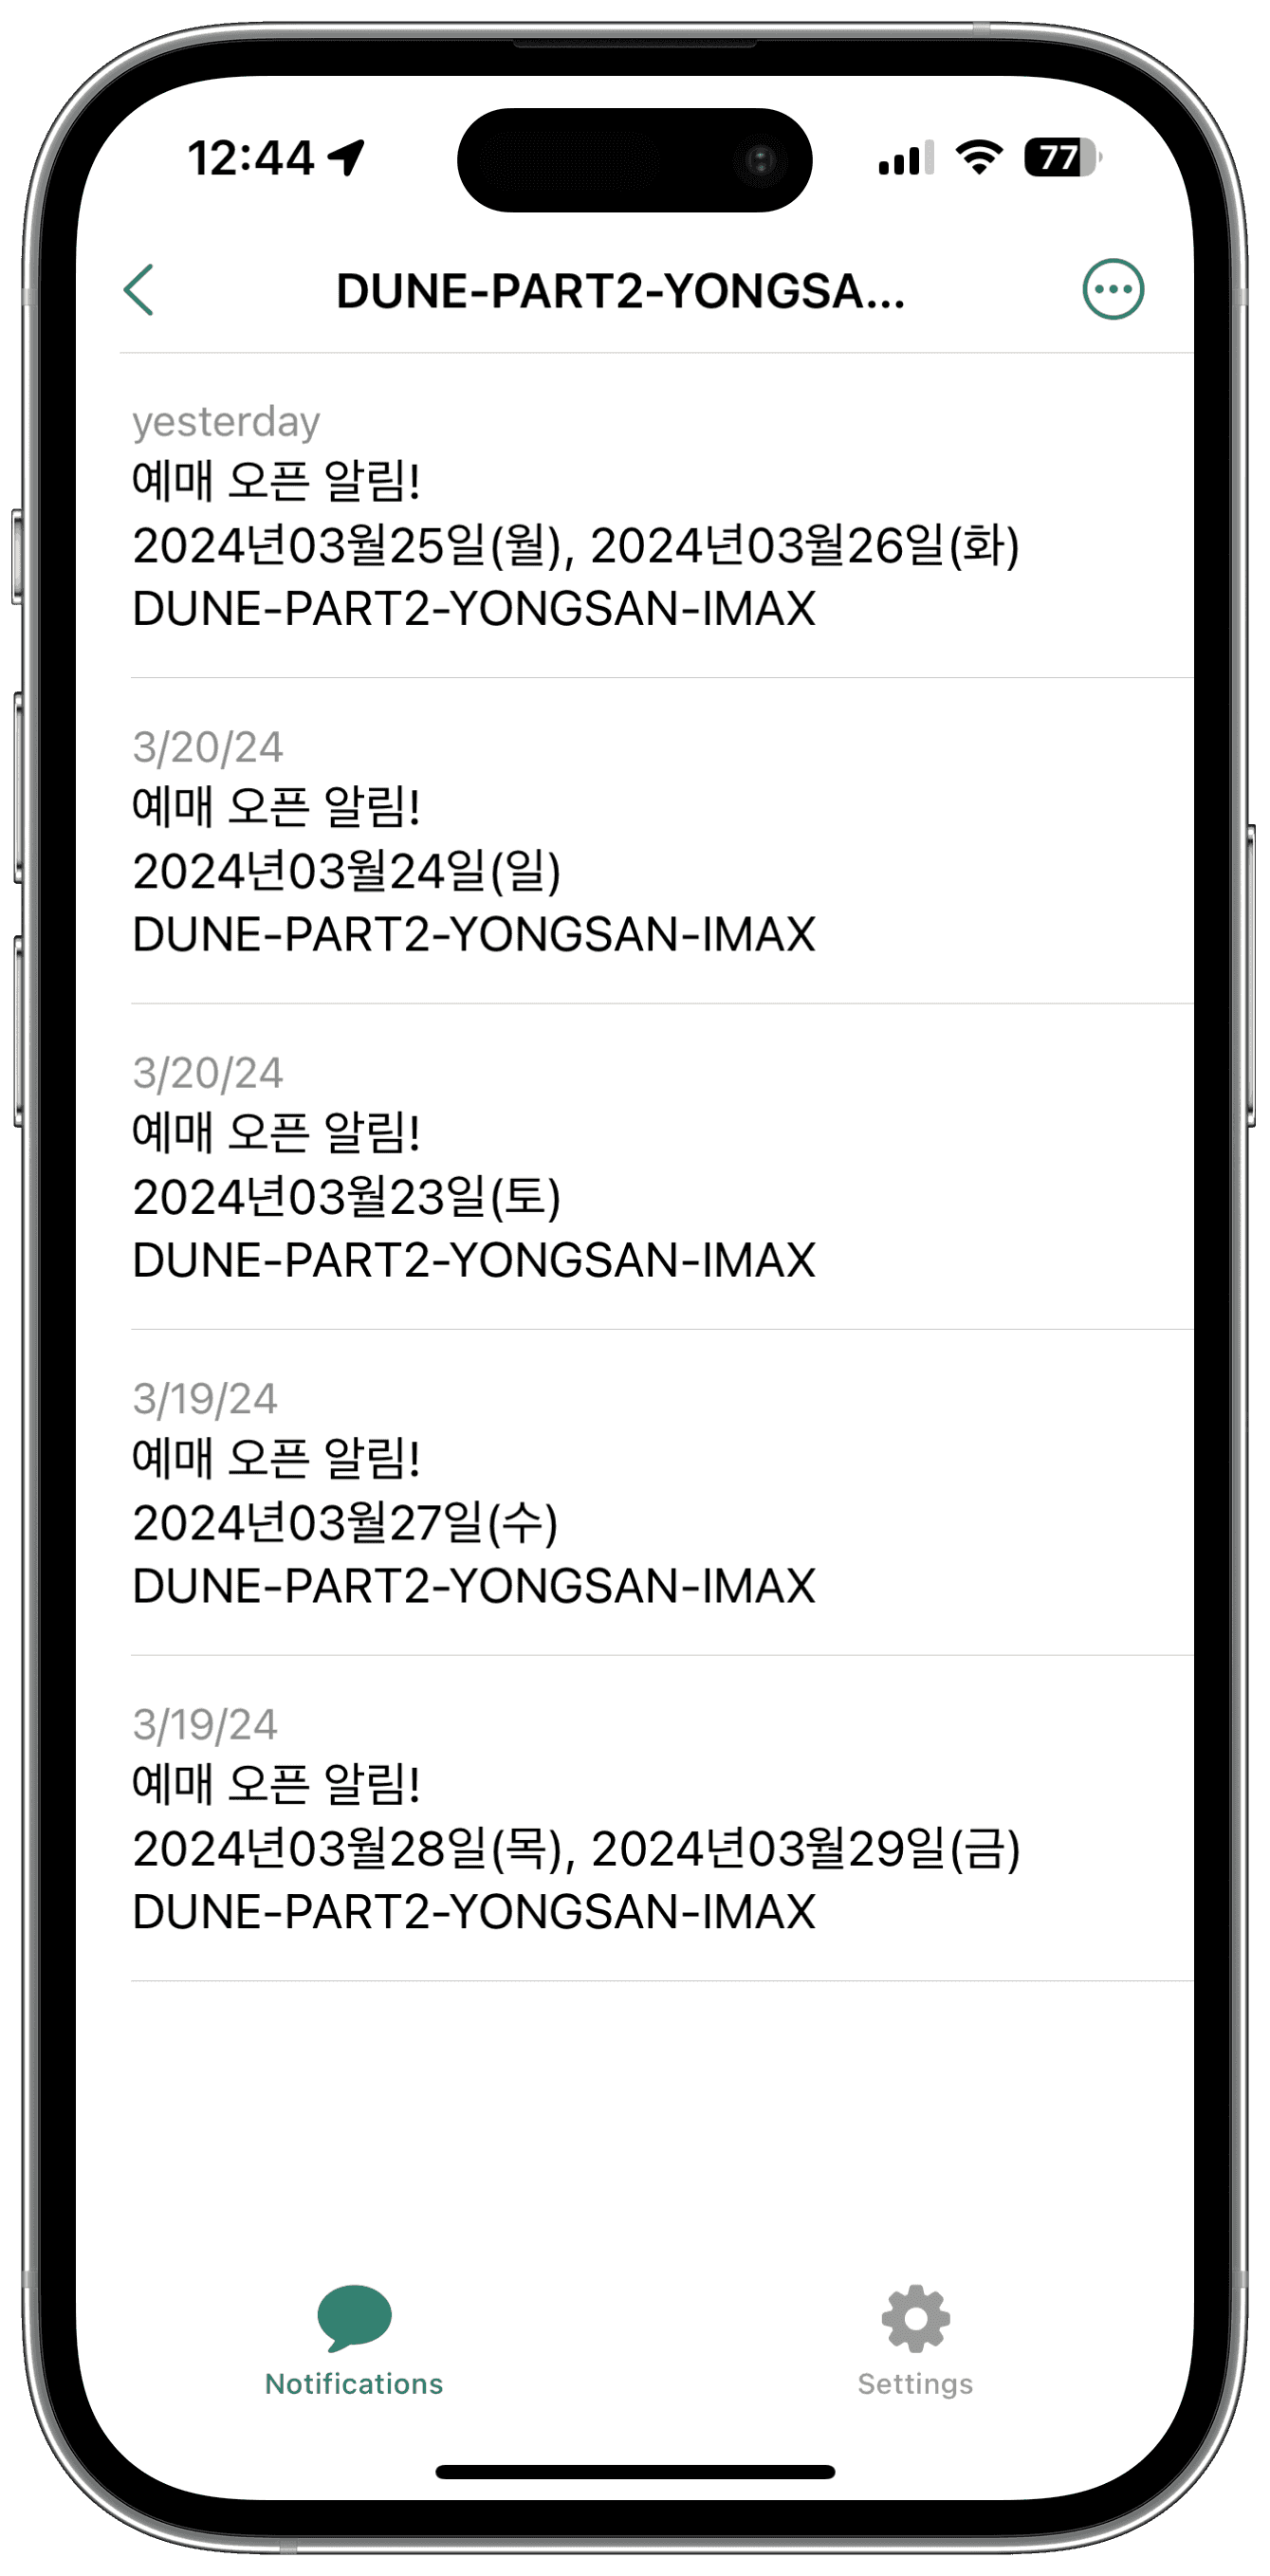 12:44
77
DUNE-PART2-YONGSA...
yesterday
예매 오픈 알림!
2024년03월25일(월), 2024년03월26일(화)
DUNE-PART2-YONGSAN-IMAX
3/20/24
예매 오픈 알림!
2024년03월24일(일)
DUNE-PART2-YONGSAN-IMAX
3/20/24
예매 오픈 알림!
2024년03월23일(토)
DUNE-PART2-YONGSAN-IMAX
3/19/24
예매 오픈 알림!
2024년03월27일(수)
DUNE-PART2-YONGSAN-IMAX
3/19/24
예매 오픈 알림!
2024년03월28일(목), 2024년03월29일(금)
DUNE-PART2-YONGSAN-IMAX
Notifications
Settings